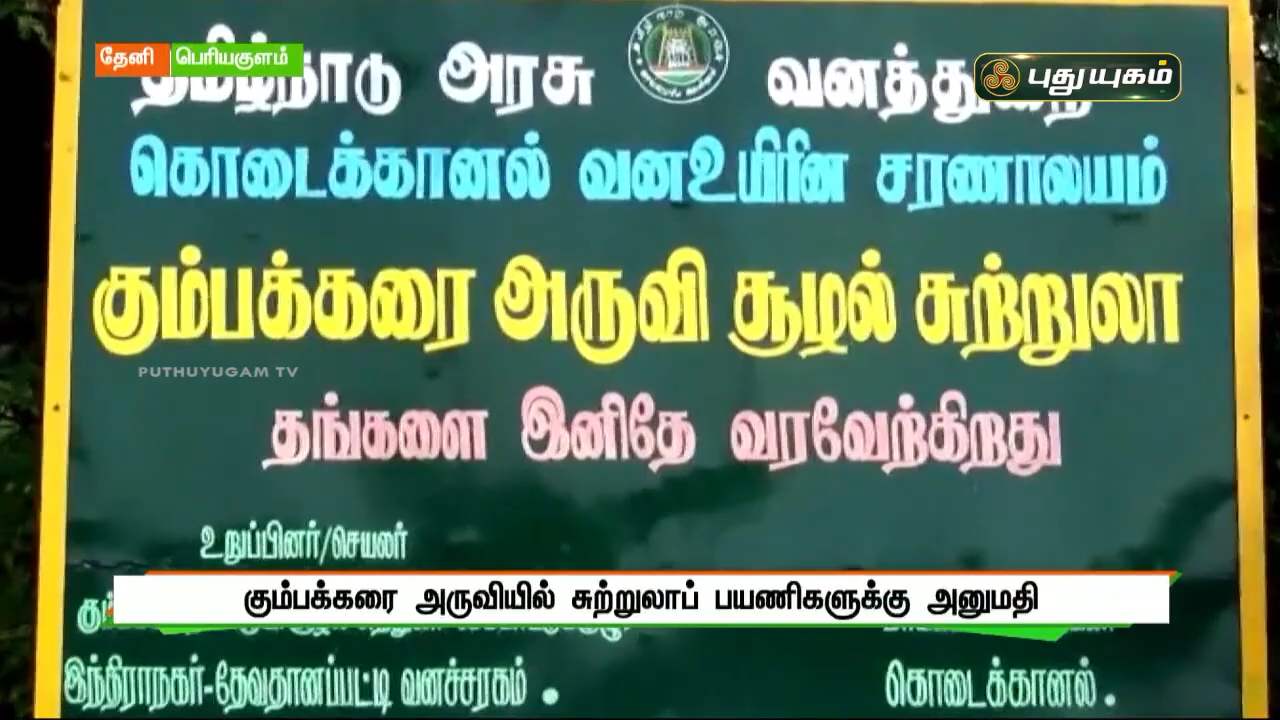 தேனி பெரியகுளம்
புதுயுகம்
தமிழ்நாடு அரசு வனத்துறை
கொடைக்கானல் வனஉயிரின சரணாலயம்
கும்பக்கரை அருவி சூழல் சுற்றுலா
PUTHUYUGAM TV
தங்களை இனிதே வரவேற்கிறது
உறுப்பினர்/செயலர்
கும்பக்கரை அருவியில் சுற்றுலாப் பயணிகளுக்கு அனுமதி
இந்திராநகர்-தேவதானப்பட்டி வனச்சரகம்.
கொடைக்கானல்.